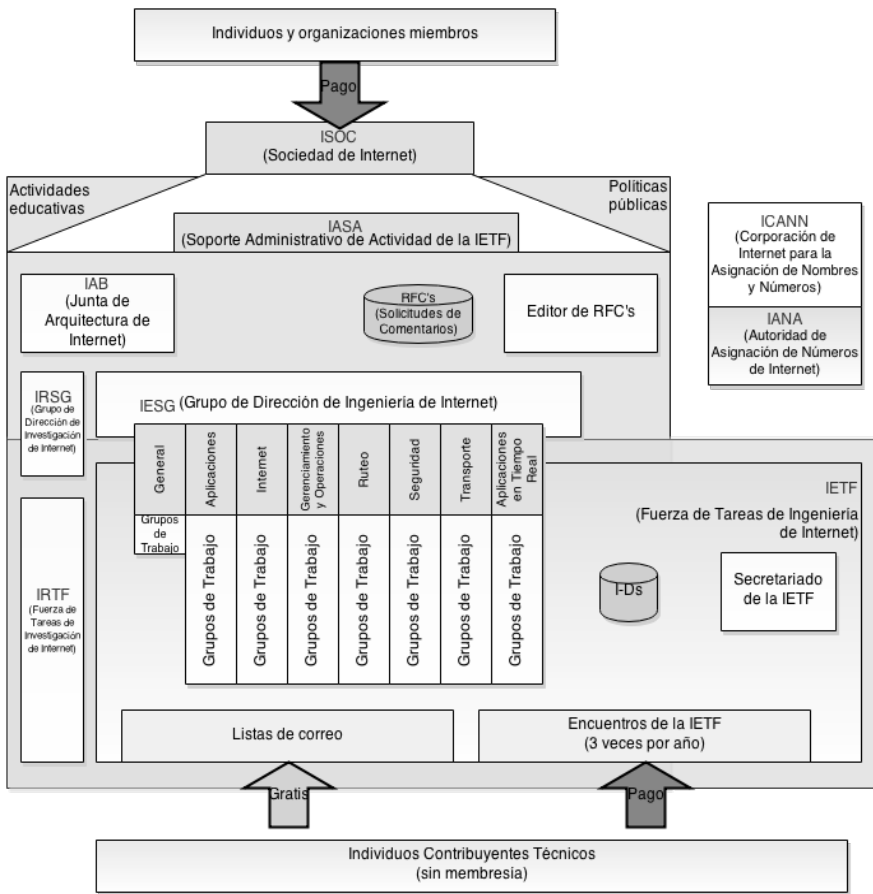 Individuos y organizaciones miembros
Pago
ISOC
(Sociedad de Internet)
Actividades
educativas
Políticas
públicas
IASA
(Soporte Administrativo de Actividad de la IETF)
ICANN
(Corporación de
Internet para la
Asignación de Nombres
y Números)
IANA
(Autoridad de
Asignación de Números
de Internet)
IAB
(Junta de
Arquitectura de
Internet)
RFC's
(Solicitudes de
Comentarios)
Editor de RFC's
IRSG
(Grupo de
Dirección de
Investigación
de Internet)
IESG (Grupo de Dirección de Ingeniería de Internet)
General
Aplicaciones
Internet
Gerenciamiento
y Operaciones
Ruteo
Seguridad
Transporte
Aplicaciones
en Tiempo
Real
Grupos
de
Trabajo
Grupos de Trabajo
Grupos de Trabajo
Grupos de Trabajo
Grupos de Trabajo
Grupos de Trabajo
Grupos de Trabajo
Grupos de Trabajo
IETF
(Fuerza de Tareas de Ingeniería
de Internet)
I-Ds
Secretariado
de la IETF
IRTF
(Fuerza de
Tareas de
Investigación
de Internet)
Listas de correo
Encuentros de la IETF
(3 veces por año)
Gratis
Pago
Individuos Contribuyentes Técnicos
(sin membresía)